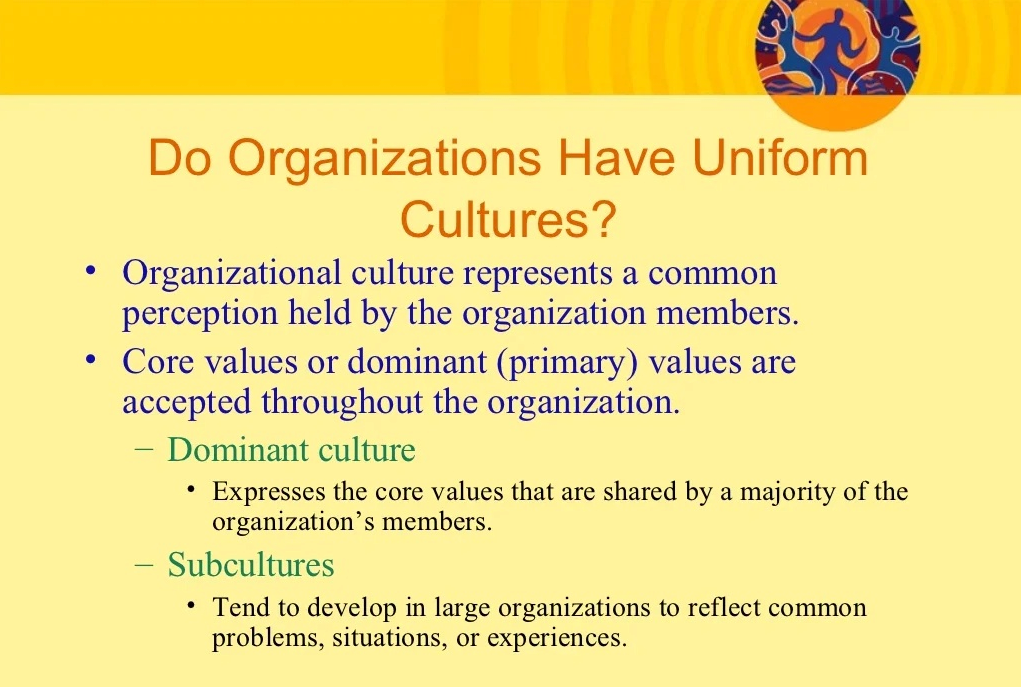 Do Organizations Have Uniform
Cultures?
• Organizational culture represents a common
perception held by the organization members.
• Core values or dominant (primary) values are
accepted throughout the organization.
– Dominant culture
• Expresses the core values that are shared by a majority of the
organization’s members.
– Subcultures
• Tend to develop in large organizations to reflect common
problems, situations, or experiences.